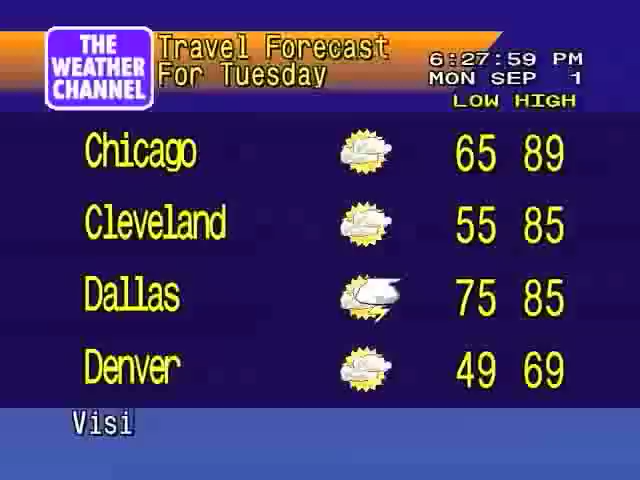 THE
WEATHER
CHANNEL
Travel Forecast
For Tuesday
6:27:59 PM
MON SEP 1
LOW HIGH
Chicago 65 89
Cleveland 55 85
Dallas 75 85
Denver 49 69
Visi